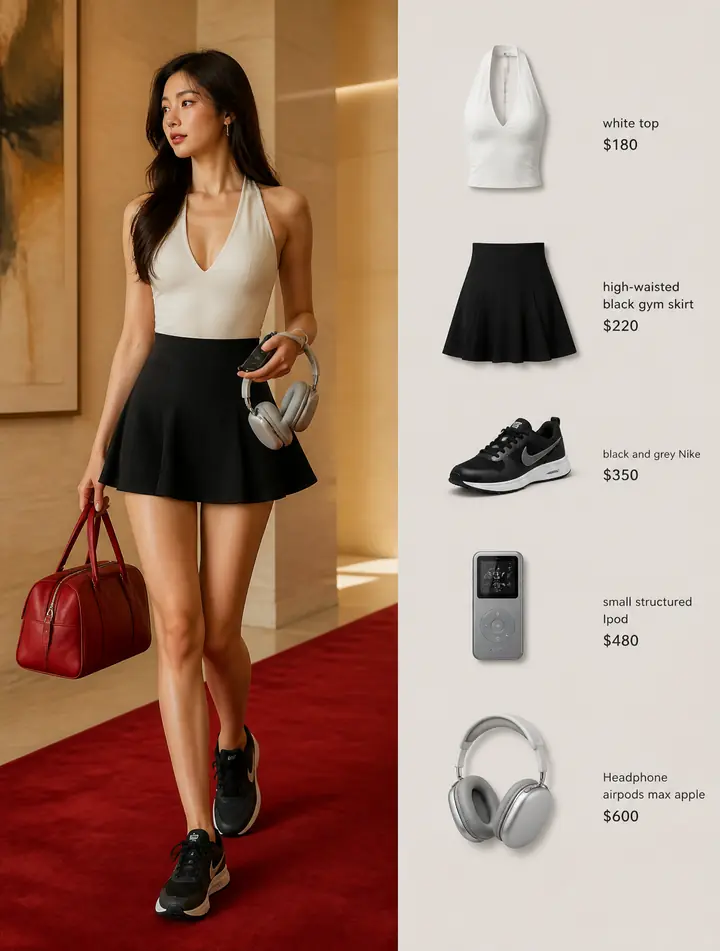 white top
$180
high-waisted
black gym skirt
$220
black and grey Nike
$350
small structured
Ipod
$480
Headphone
airpods max apple
$600